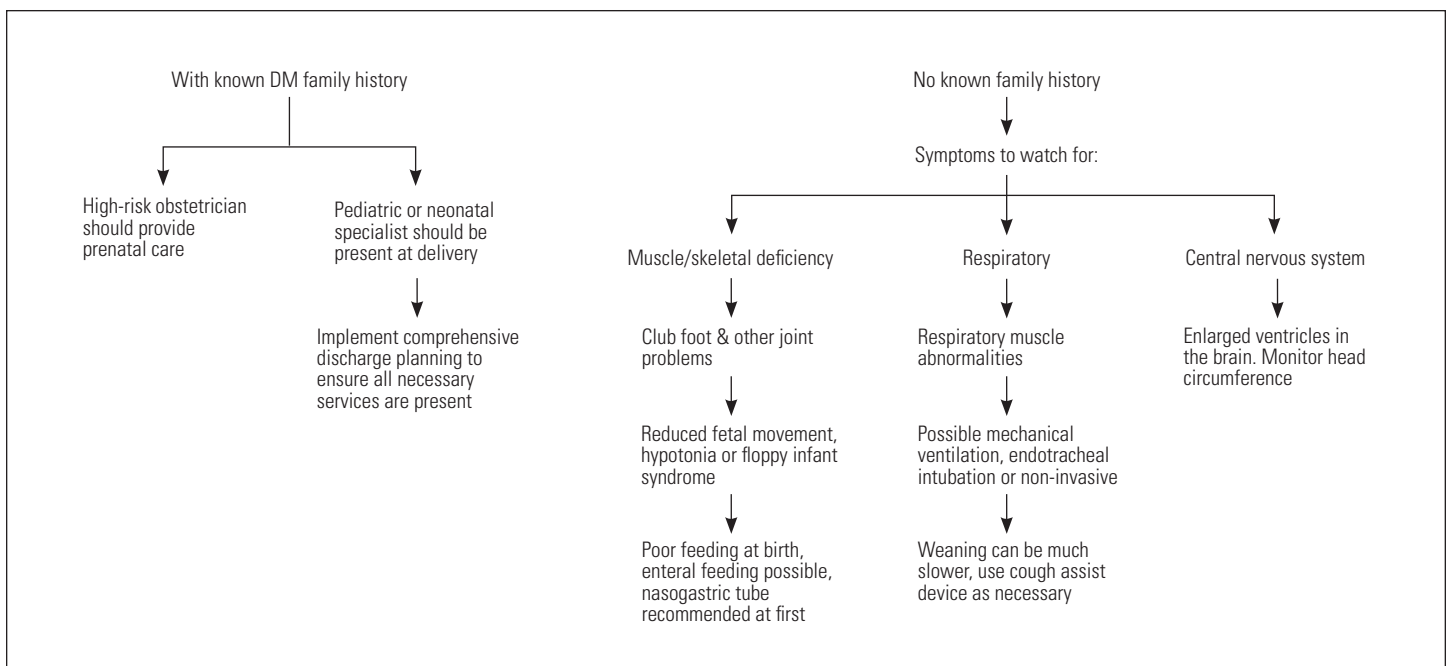 With known DM family history
High-risk obstetrician
should provide
prenatal care
Pediatric or neonatal
specialist should be
present at delivery
Implement comprehensive
discharge planning to
ensure all necessary
services are present
No known family history
Symptoms to watch for:
Muscle/skeletal deficiency
Club foot & other joint
problems
Reduced fetal movement,
hypotonia or floppy infant
syndrome
Poor feeding at birth,
enteral feeding possible,
nasogastric tube
recommended at first
Respiratory
Respiratory muscle
abnormalities
Possible mechanical
ventilation, endotracheal
intubation or non-invasive
Weaning can be much
slower, use cough assist
device as necessary
Central nervous system
Enlarged ventricles in
the brain. Monitor head
circumference